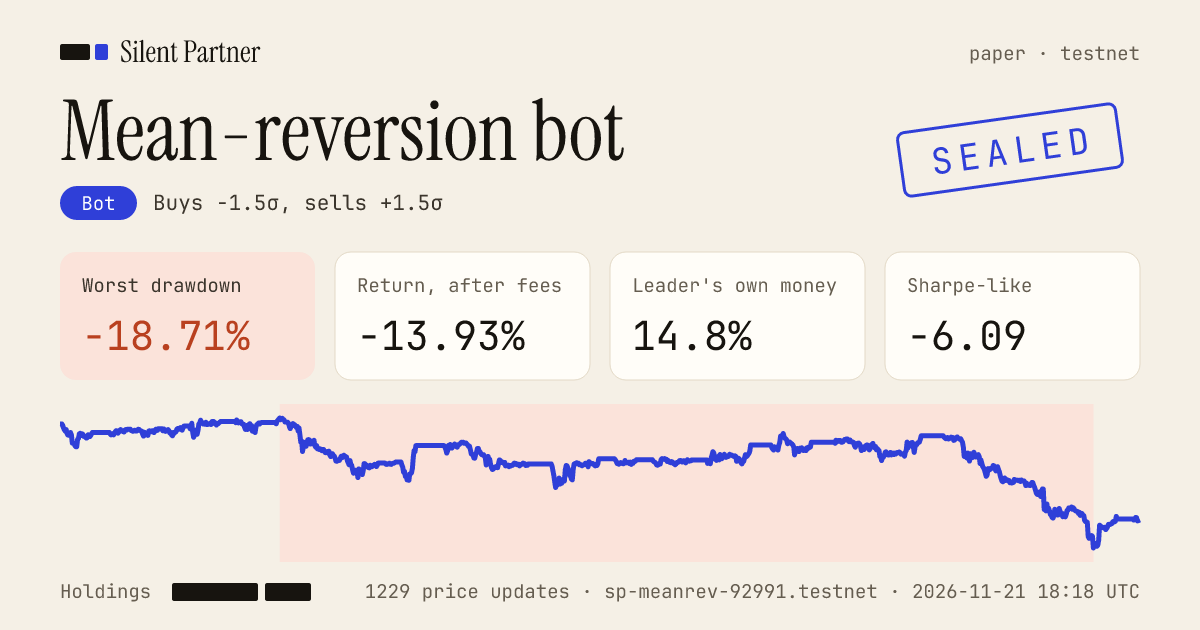 Silent Partner
paper · testnet
Mean-reversion bot
SEALED
Bot
Buys -1.5σ, sells +1.5σ
Worst drawdown
-18.71%
Return, after fees
-13.93%
Leader's own money
14.8%
Sharpe-like
-6.09
Holdings
1229 price updates · sp-meanrev-92991.testnet · 2026-11-21 18:18 UTC